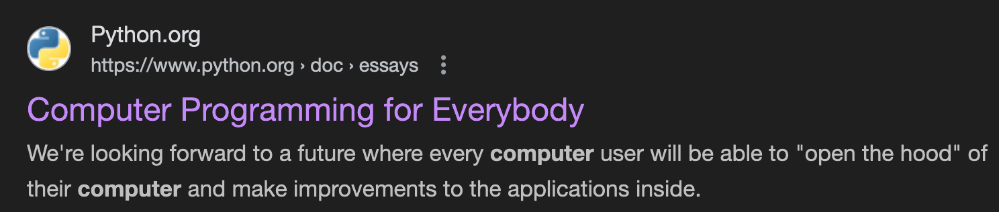 Python.org
https://www.python.org › doc › essays
Computer Programming for Everybody
We're looking forward to a future where every computer user will be able to "open the hood" of
their computer and make improvements to the applications inside.